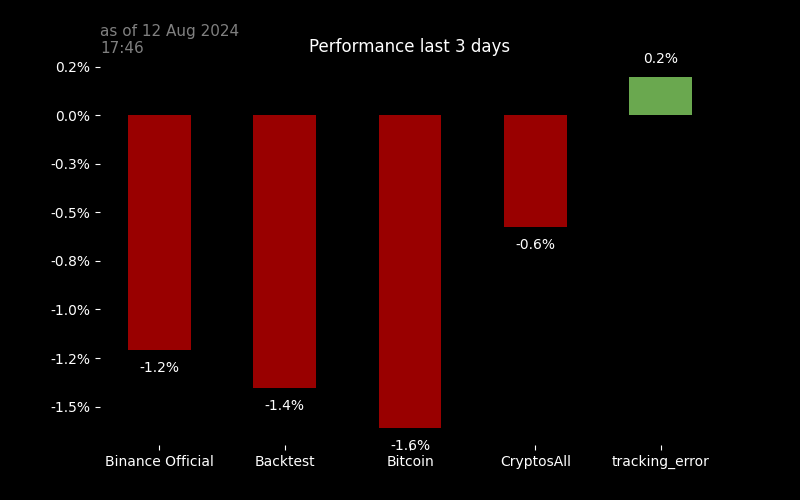 as of 12 Aug 2024
17:46
Performance last 3 days
0.2%
0.0%
-0.3%
-0.5%
-0.8%
-1.0%
-1.2%
-1.5%
-1.2%
-1.4%
-1.6%
-0.6%
0.2%
Binance Official
Backtest
Bitcoin
CryptosAll
tracking_error